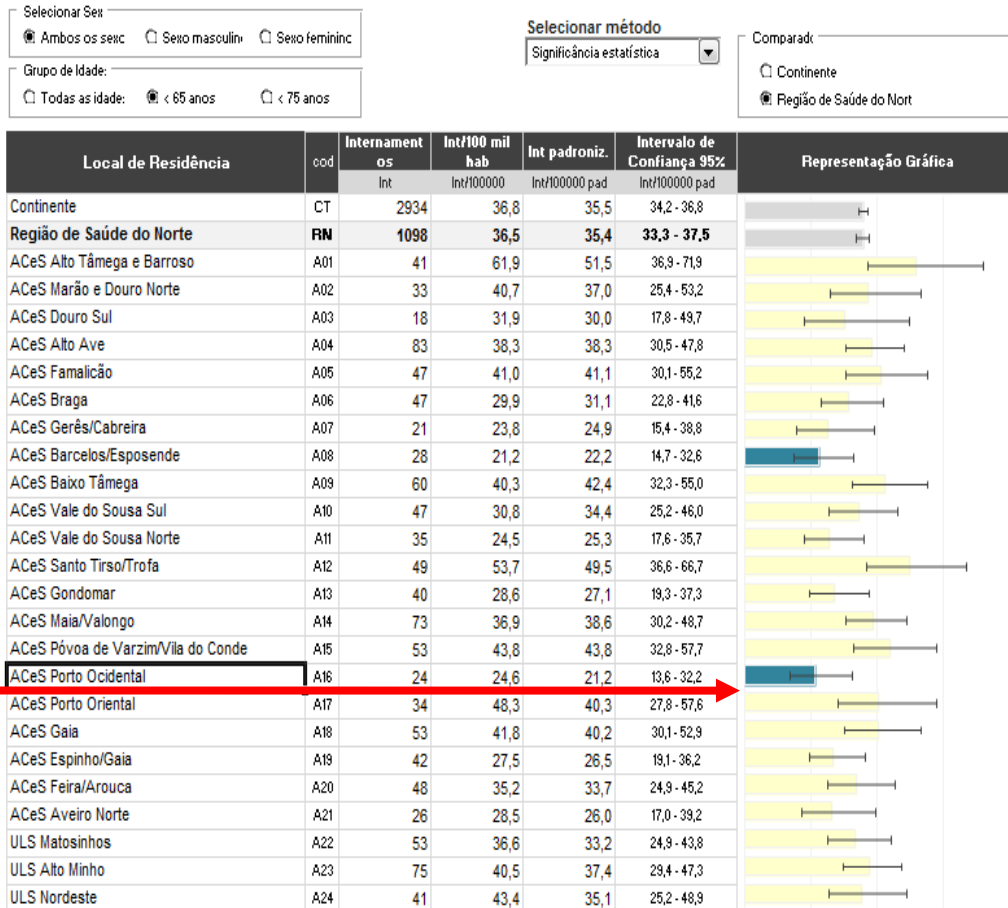 Selecionar Sex
Ambos os sexc Sexo masculin Sexo femininc
Grupo de Idade:
Todas as idade: < 65 anos < 75 anos
Selecionar método
Significância estatística
Comparadc
Continente
Região de Saúde do Nort
Local de Residência cod Internamentos Int/100 mil hab Int padroniz. Intervalo de Confiança 95% Representação Gráfica
Int Int/100000 Int/100000 pad Int/100000 pad
Continente CT 2934 36,8 35,5 34,2 - 36,8
Região de Saúde do Norte RN 1098 36,5 35,4 33,3 - 37,5
ACeS Alto Tâmega e Barroso A01 41 61,9 51,5 36,9 - 71,9
ACeS Marão e Douro Norte A02 33 40,7 37,0 25,4 - 53,2
ACeS Douro Sul A03 18 31,9 30,0 17,8 - 49,7
ACeS Alto Ave A04 83 38,3 38,3 30,5 - 47,8
ACeS Famalicão A05 47 41,0 41,1 30,1 - 55,2
ACeS Braga A06 47 29,9 31,1 22,8 - 41,6
ACeS Gerês/Cabreira A07 21 23,8 24,9 15,4 - 38,8
ACeS Barcelos/Esposende A08 28 21,2 22,2 14,7 - 32,6
ACeS Baixo Tâmega A09 60 40,3 42,4 32,3 - 55,0
ACeS Vale do Sousa Sul A10 47 30,8 34,4 25,2 - 46,0
ACeS Vale do Sousa Norte A11 35 24,5 25,3 17,6 - 35,7
ACeS Santo Tirso/Trofa A12 49 53,7 49,5 36,6 - 66,7
ACeS Gondomar A13 40 28,6 27,1 19,3 - 37,3
ACeS Maia/Valongo A14 73 36,9 38,6 30,2 - 48,7
ACeS Póvoa de Varzim/Vila do Conde A15 53 43,8 43,8 32,8 - 57,7
ACeS Porto Ocidental A16 24 24,6 21,2 13,6 - 32,2
ACeS Porto Oriental A17 34 48,3 40,3 27,8 - 57,6
ACeS Gaia A18 53 41,8 40,2 30,1 - 52,9
ACeS Espinho/Gaia A19 42 27,5 26,5 19,1 - 36,2
ACeS Feira/Arouca A20 48 35,2 33,7 24,9 - 45,2
ACeS Aveiro Norte A21 26 28,5 26,0 17,0 - 39,2
ULS Matosinhos A22 53 36,6 33,2 24,9 - 43,8
ULS Alto Minho A23 75 40,5 37,4 29,4 - 47,3
ULS Nordeste A24 41 43,4 35,1 25,2 - 48,9